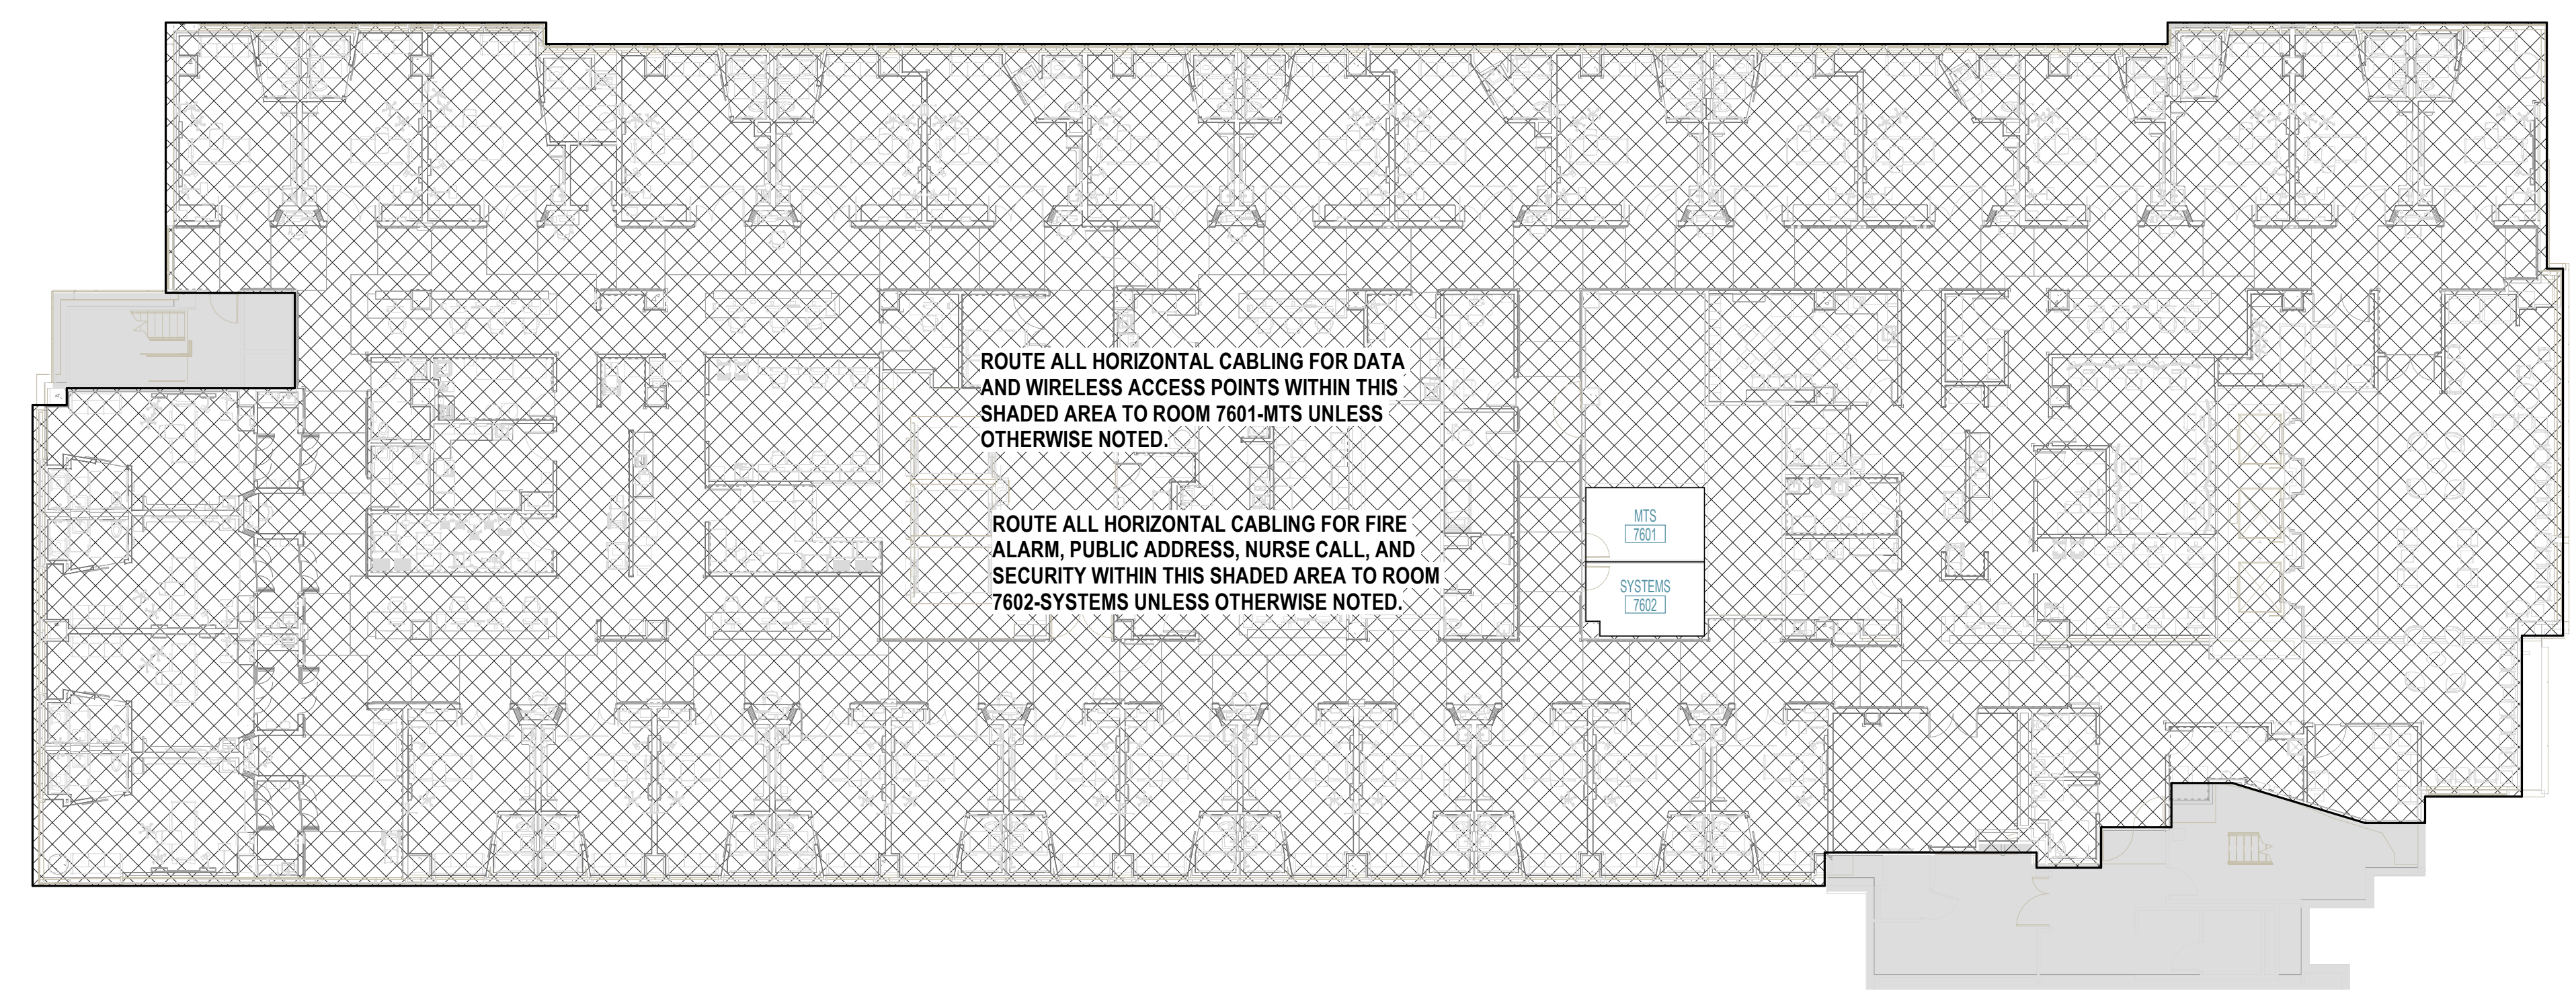 ROUTE ALL HORIZONTAL CABLING FOR DATA
AND WIRELESS ACCESS POINTS WITHIN THIS
SHADED AREA TO ROOM 7601-MTS UNLESS
OTHERWISE NOTED.
ROUTE ALL HORIZONTAL CABLING FOR FIRE
ALARM, PUBLIC ADDRESS, NURSE CALL, AND
SECURITY WITHIN THIS SHADED AREA TO ROOM
7602-SYSTEMS UNLESS OTHERWISE NOTED.
MTS
7601
SYSTEMS
7602